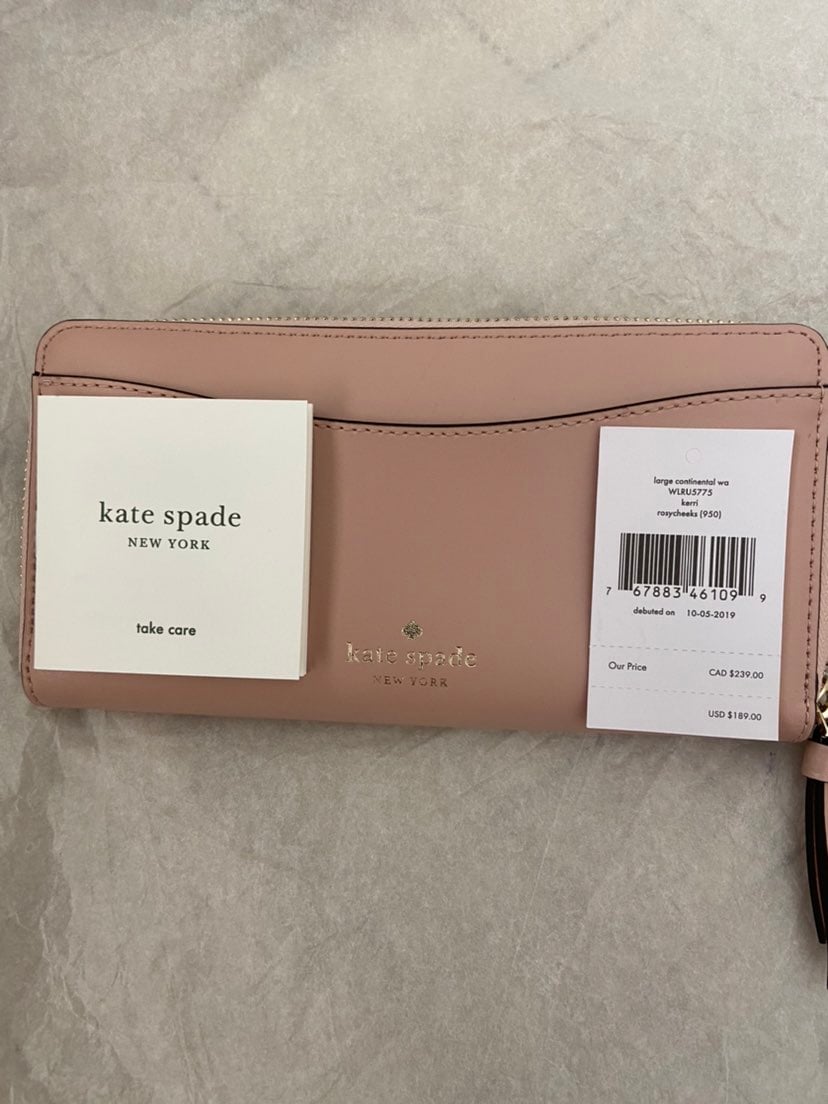 kate spade
NEW YORK
take care
kate spade
NEW YORK
large continental wa
WLRU5775
kerri
rosycheeks (950)
7 67883 46109 9
debuted on 10-05-2019
Our Price CAD $239.00
USD $189.00